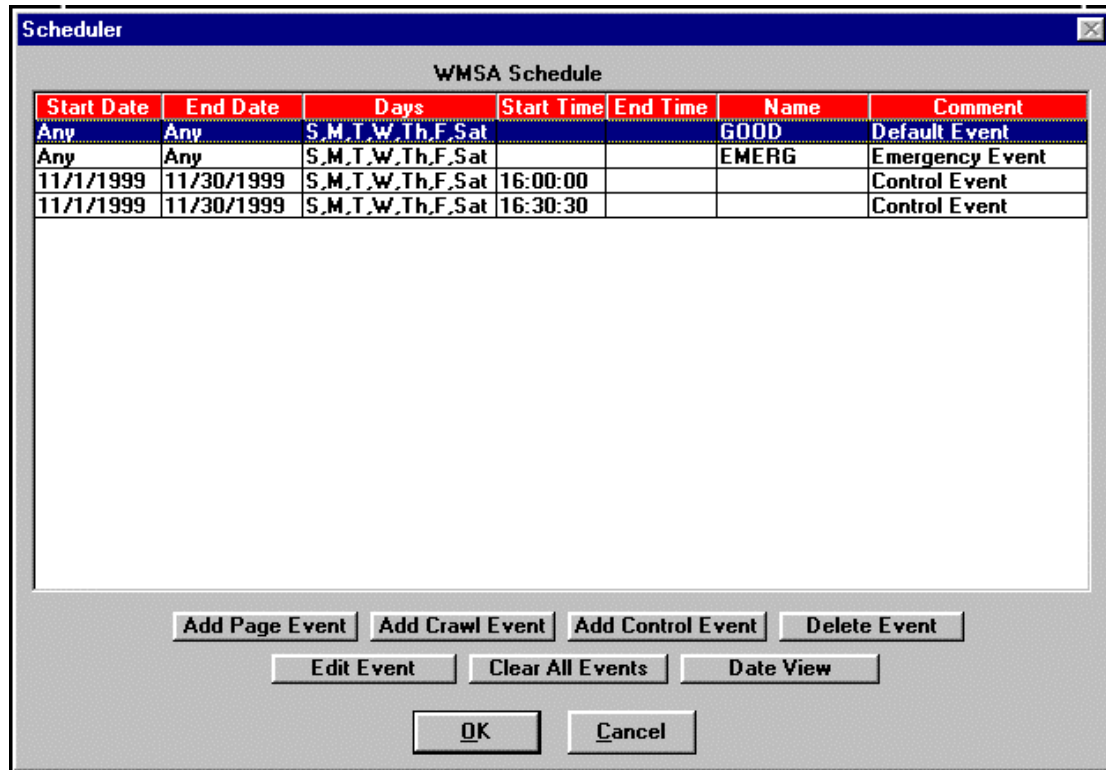 Scheduler
WMSA Schedule
Start Date End Date Days Start Time End Time Name Comment
Any Any S,M,T,W,Th,F,Sat GOOD Default Event
Any Any S,M,T,W,Th,F,Sat EMERG Emergency Event
11/1/1999 11/30/1999 S,M,T,W,Th,F,Sat 16:00:00 Control Event
11/1/1999 11/30/1999 S,M,T,W,Th,F,Sat 16:30:30 Control Event
Add Page Event Add Crawl Event Add Control Event Delete Event
Edit Event Clear All Events Date View
OK Cancel